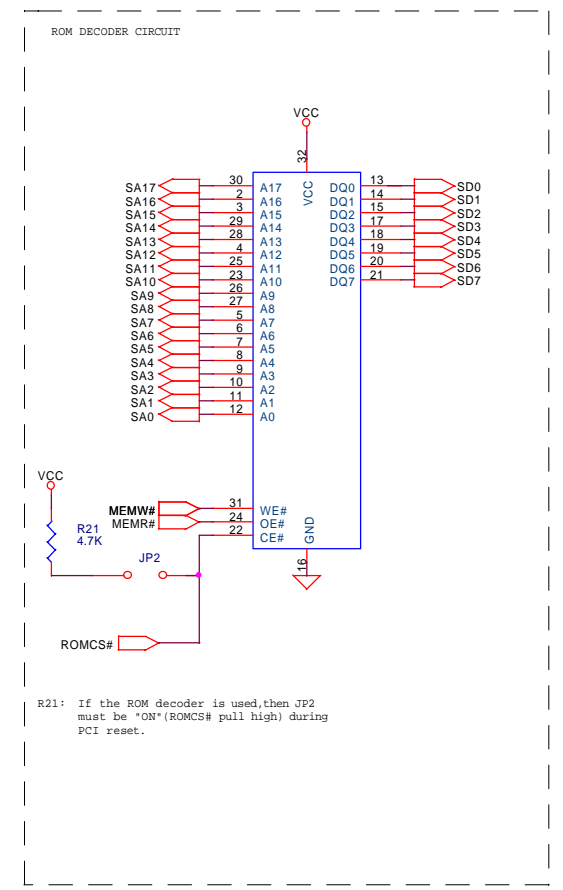 ROM DECODER CIRCUIT
VCC
32
VCC
SA17 30 A17 DQ0 13 SD0
SA16 2 A16 DQ1 14 SD1
SA15 3 A15 DQ2 15 SD2
SA14 29 A14 DQ3 17 SD3
SA13 28 A13 DQ4 18 SD4
SA12 4 A12 DQ5 19 SD5
SA11 25 A11 DQ6 20 SD6
SA10 23 A10 DQ7 21 SD7
SA9 26 A9
SA8 27 A8
SA7 5 A7
SA6 6 A6
SA5 7 A5
SA4 8 A4
SA3 9 A3
SA2 10 A2
SA1 11 A1
SA0 12 A0
VCC
MEMW# 31 WE#
MEMR# 24 OE#
22 CE#
GND
16
R21
4.7K
JP2
ROMCS#
R21: If the ROM decoder is used,then JP2
must be "ON"(ROMCS# pull high) during
PCI reset.